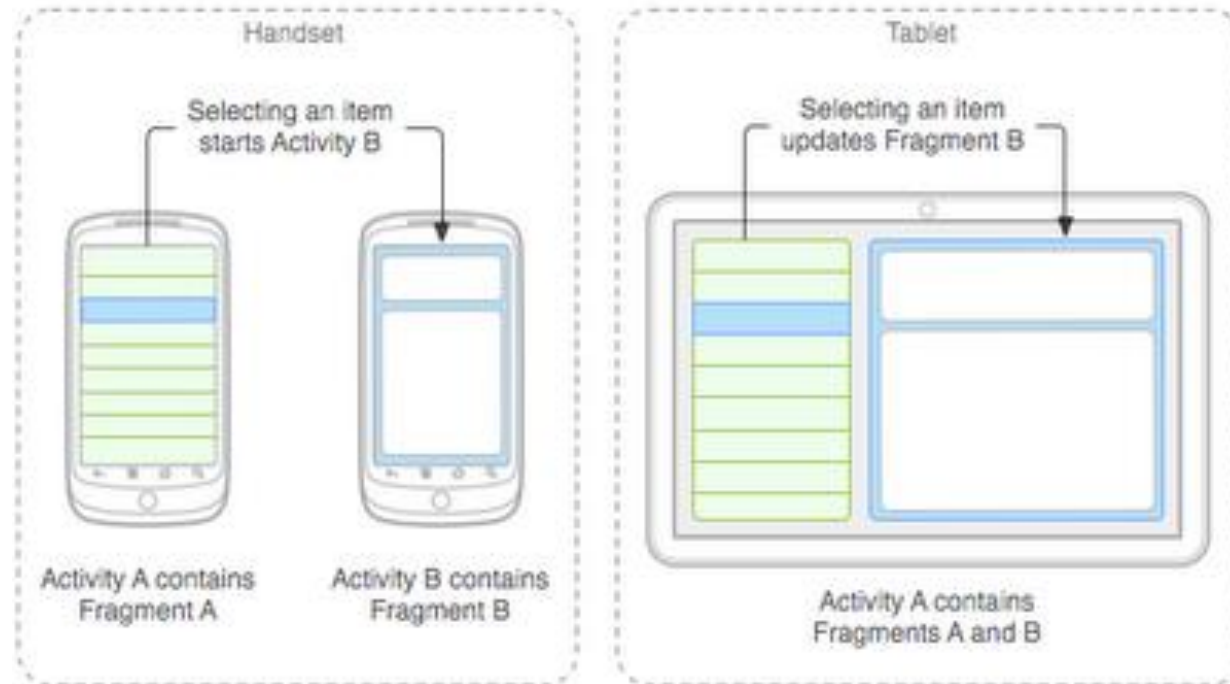 Handset
Selecting an item
starts Activity B
Activity A contains
Fragment A
Activity B contains
Fragment B
Tablet
Selecting an item
updates Fragment B
Activity A contains
Fragments A and B